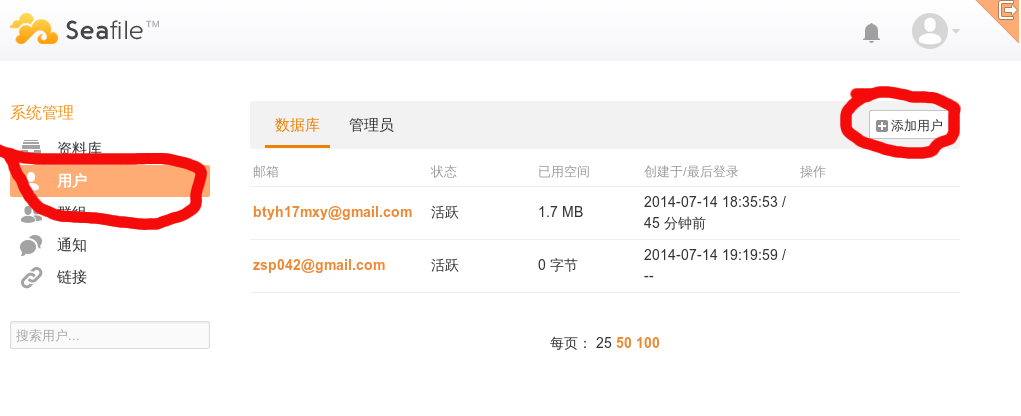 Seafile™
系统管理
资料库
用户
群组
通知
链接
搜索用户...
数据库 管理员 添加用户
邮箱 状态 已用空间 创建于/最后登录 操作
btyh17mxy@gmail.com 活跃 1.7 MB 2014-07-14 18:35:53 /
45 分钟前
zsp042@gmail.com 活跃 0 字节 2014-07-14 19:19:59 /
--
每页： 25 50 100